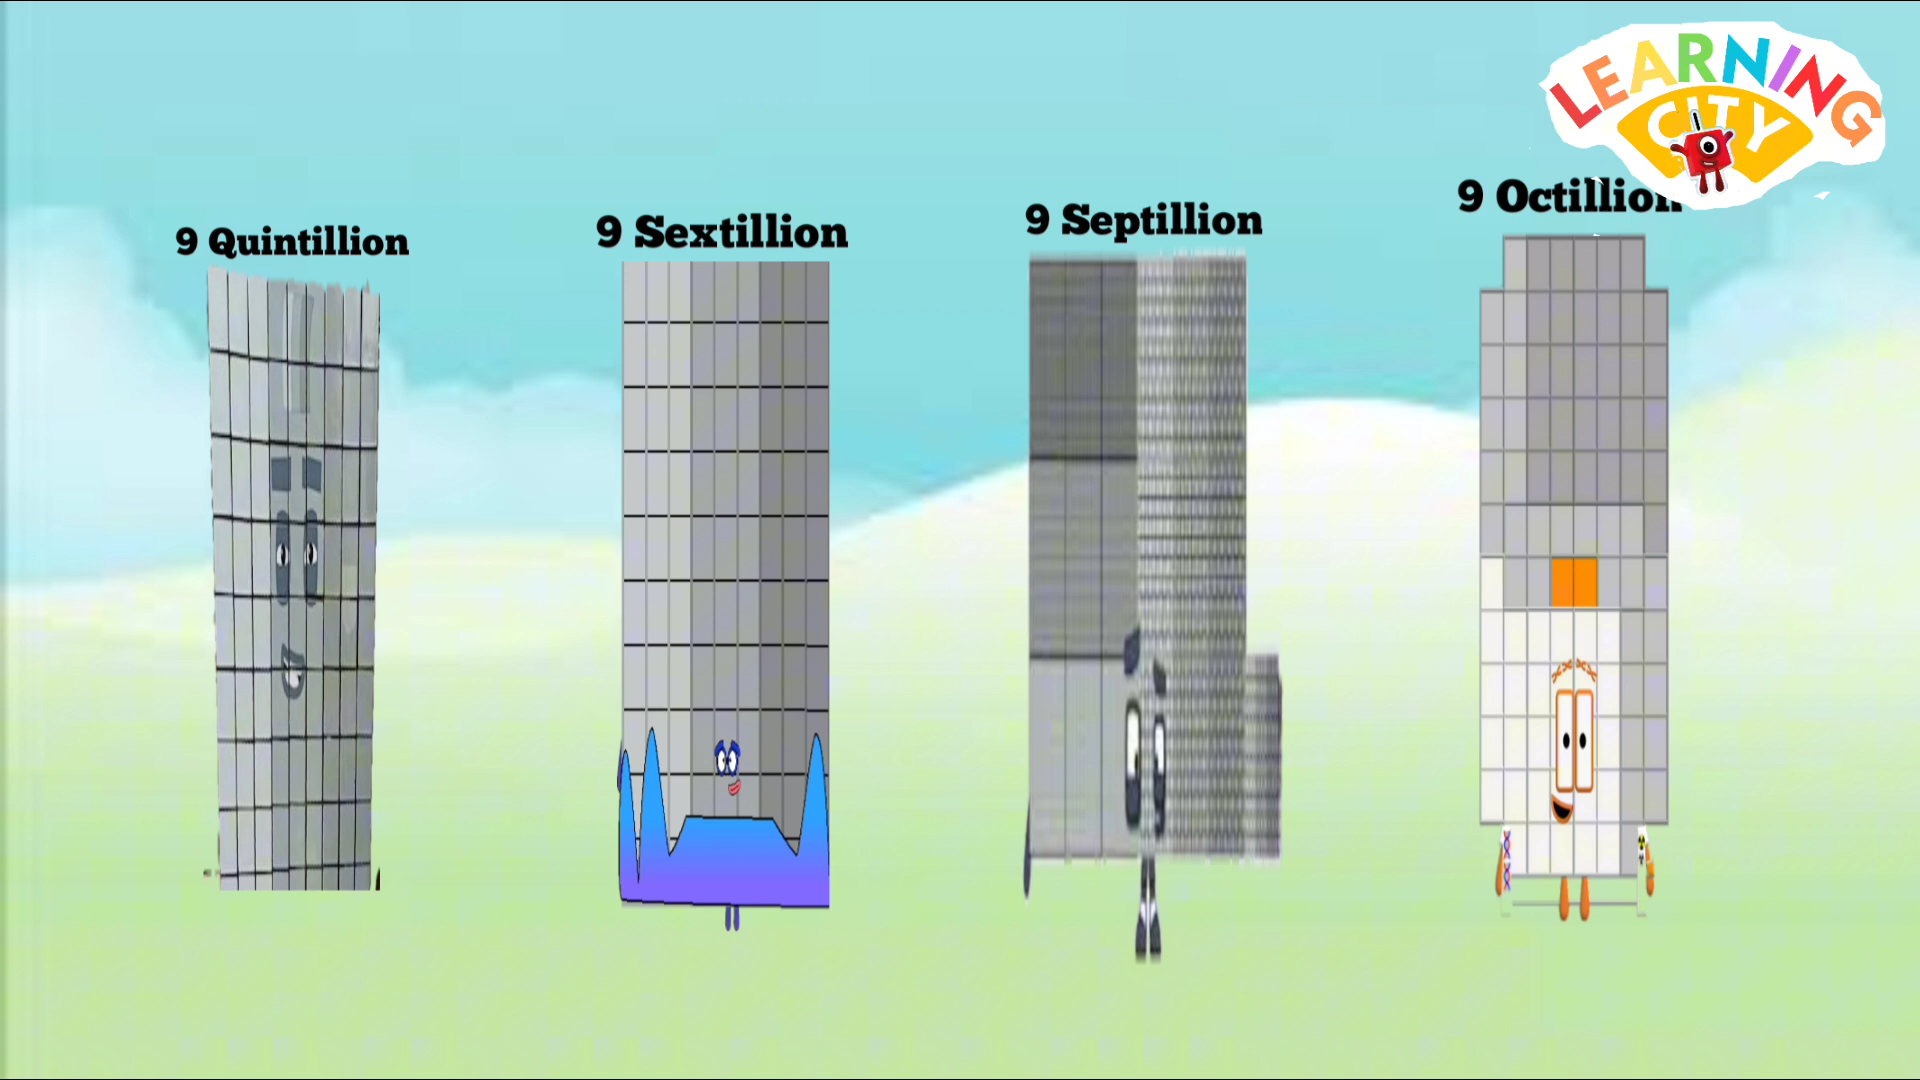 LEARNING
CITY
9 Quintillion
9 Sextillion
9 Septillion
9 Octillion